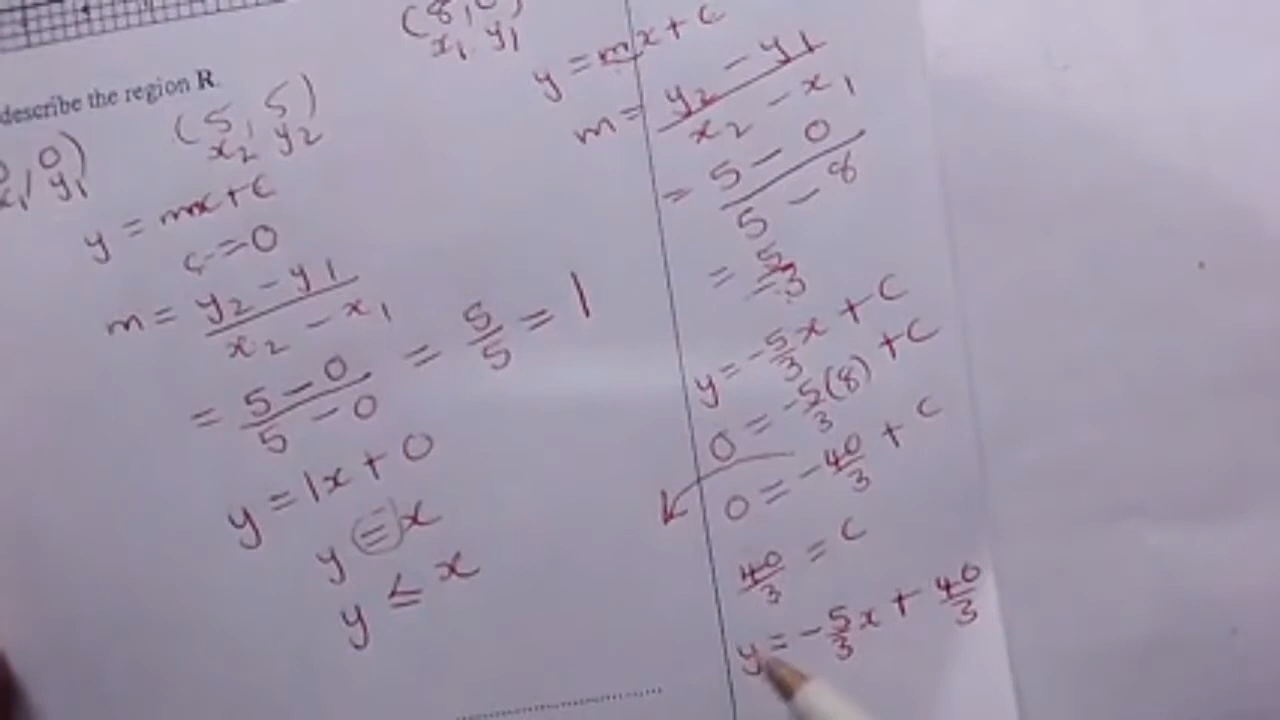 describe the region R.
(5, 5)
x₂ y₂
, 0)
x₁, y₁
y = mx + c
c = 0
m = (y₂ - y₁)/(x₂ - x₁)
= (5 - 0)/(5 - 0) = 5/5 = 1
y = 1x + 0
y = x
y ≤ x
(8, 0)
x₁ y₁
y = mx + c
m = (y₂ - y₁)/(x₂ - x₁)
= (5 - 0)/(5 - 8)
= 5/-3
y = -5/3 x + c
0 = -5/3 (8) + c
0 = -40/3 + c
40/3 = c
y = -5/3 x + 40/3